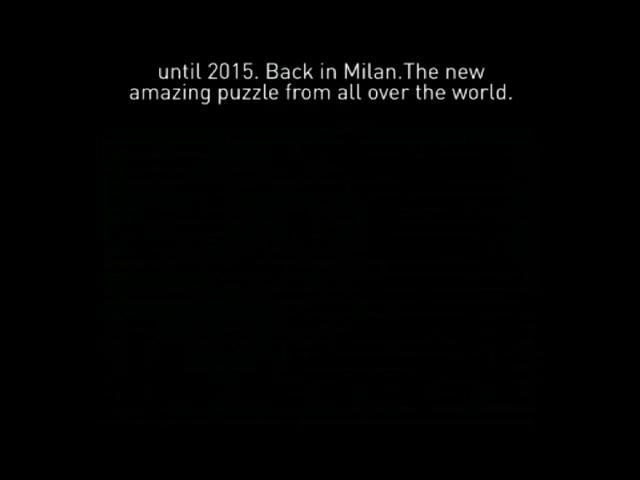 until 2015. Back in Milan.The new
amazing puzzle from all over the world.